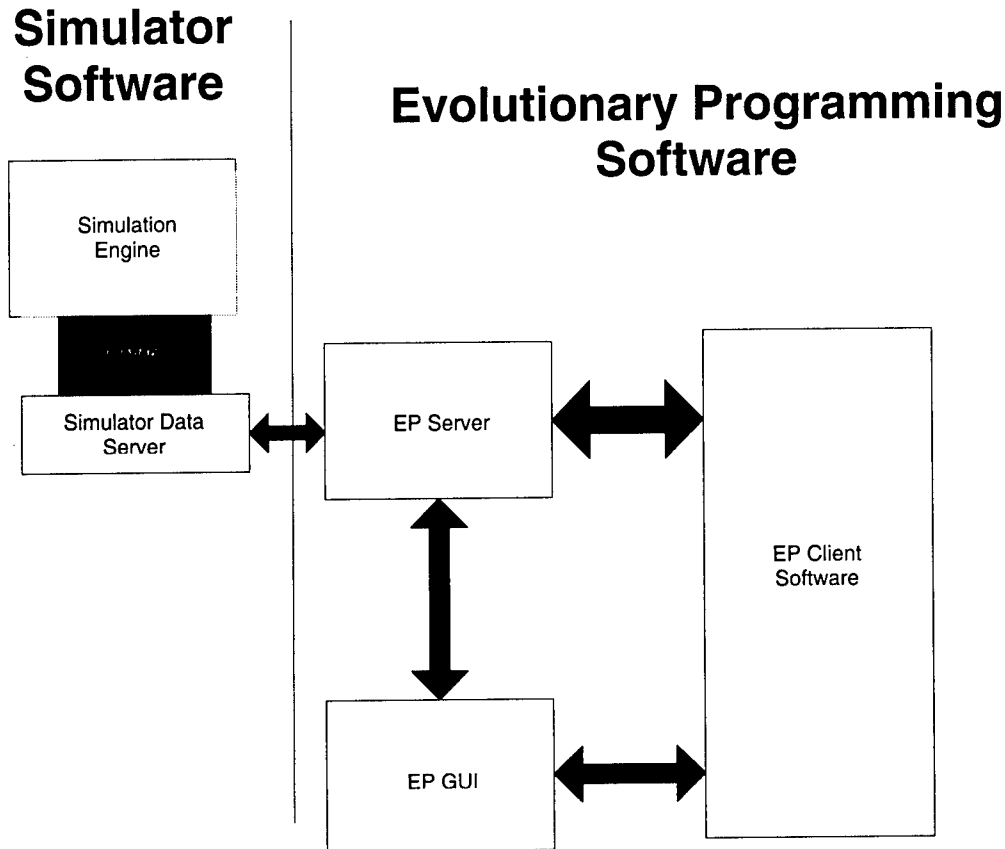 Simulator
Software
Evolutionary Programming
Software
Simulation
Engine
Simulator Data
Server
EP Server
EP Client
Software
EP GUI